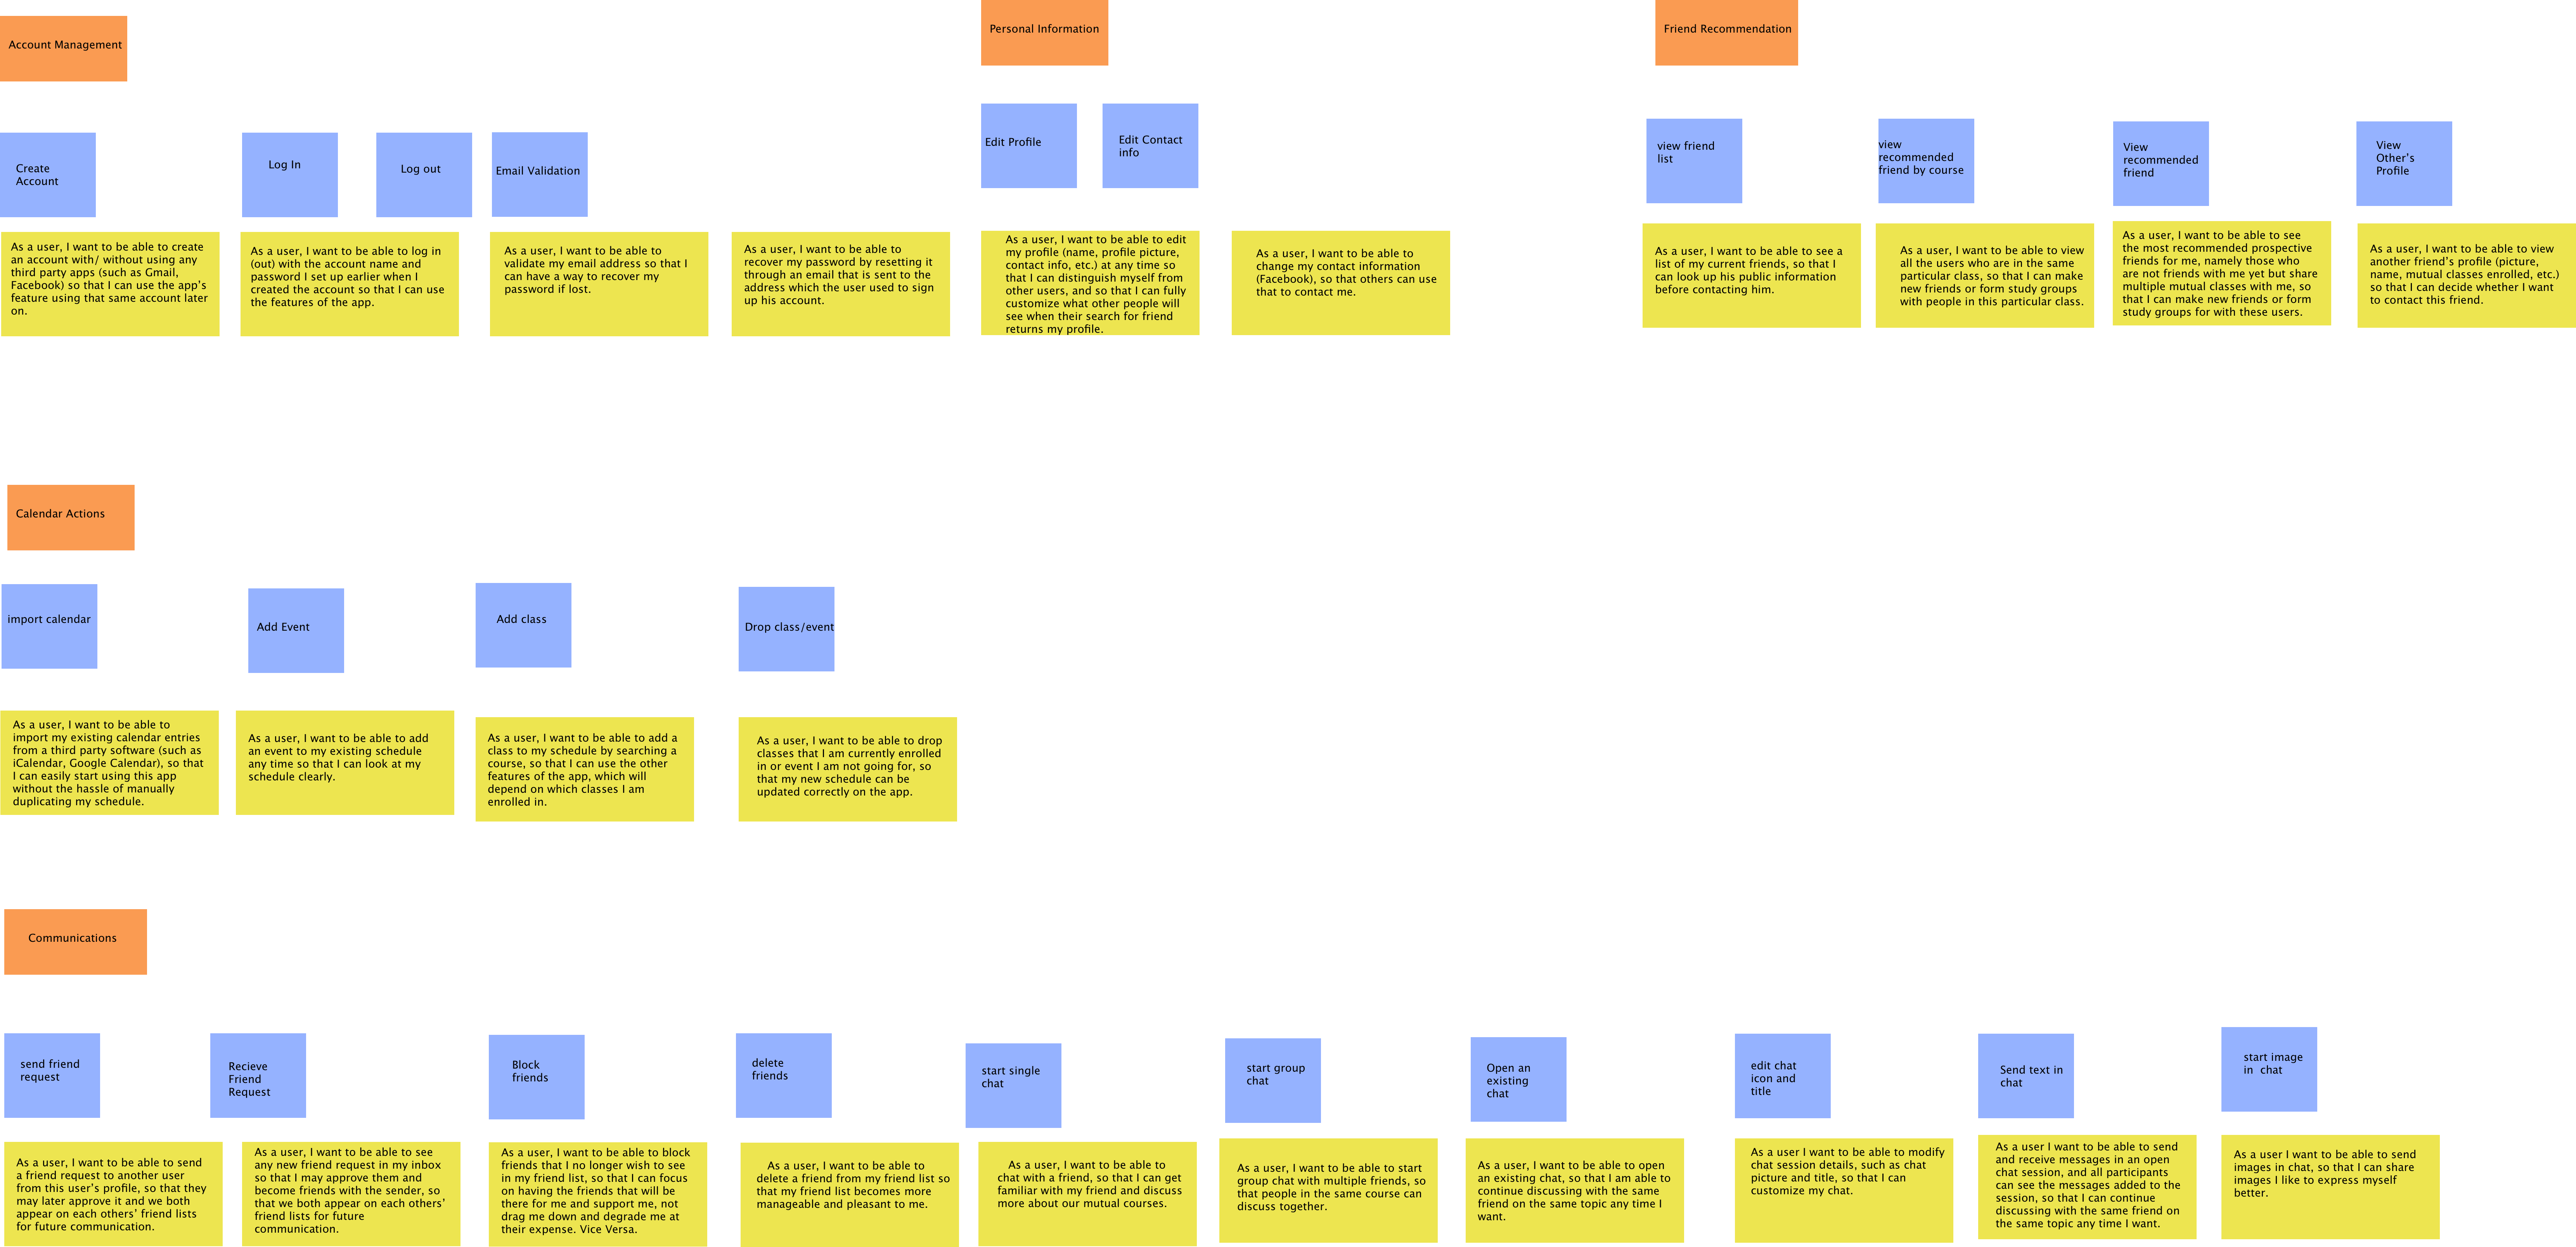 Account Management
Personal Information
Friend Recommendation
Create
Account
Log In
Log out
Email Validation
Edit Profile
Edit Contact
info
view friend
list
view
recommended
friend by course
View
recommended
friend
View
Other's
Profile
As a user, I want to be able to create
an account with/ without using any
third party apps (such as Gmail,
Facebook) so that I can use the app's
feature using that same account later
on.
As a user, I want to be able to log in
(out) with the account name and
password I set up earlier when I
created the account so that I can use
the features of the app.
As a user, I want to be able to
validate my email address so that I
can have a way to recover my
password if lost.
As a user, I want to be able to
recover my password by resetting it
through an email that is sent to the
address which the user used to sign
up his account.
As a user, I want to be able to edit
my profile (name, profile picture,
contact info, etc.) at any time so
that I can distinguish myself from
other users, and so that I can fully
customize what other people will
see when their search for friend
returns my profile.
As a user, I want to be able to
change my contact information
(Facebook), so that others can use
that to contact me.
As a user, I want to be able to see a
list of my current friends, so that I
can look up his public information
before contacting him.
As a user, I want to be able to view
all the users who are in the same
particular class, so that I can make
new friends or form study groups
with people in this particular class.
As a user, I want to be able to see
the most recommended prospective
friends for me, namely those who
are not friends with me yet but share
multiple mutual classes with me, so
that I can make new friends or form
study groups for with these users.
As a user, I want to be able to view
another friend's profile (picture,
name, mutual classes enrolled, etc.)
so that I can decide whether I want
to contact this friend.
Calendar Actions
import calendar
Add Event
Add class
Drop class/event
As a user, I want to be able to
import my existing calendar entries
from a third party software (such as
iCalendar, Google Calendar), so that
I can easily start using this app
without the hassle of manually
duplicating my schedule.
As a user, I want to be able to add
an event to my existing schedule
any time so that I can look at my
schedule clearly.
As a user, I want to be able to add a
class to my schedule by searching a
course, so that I can use the other
features of the app, which will
depend on which classes I am
enrolled in.
As a user, I want to be able to drop
classes that I am currently enrolled
in or event I am not going for, so
that my new schedule can be
updated correctly on the app.
Communications
send friend
request
Recieve
Friend
Request
Block
friends
delete
friends
start single
chat
start group
chat
Open an
existing
chat
edit chat
icon and
title
Send text in
chat
start image
in chat
As a user, I want to be able to send
a friend request to another user
from this user's profile, so that they
may later approve it and we both
appear on each others' friend lists
for future communication.
As a user, I want to be able to see
any new friend request in my inbox
so that I may approve them and
become friends with the sender, so
that we both appear on each others'
friend lists for future
communication.
As a user, I want to be able to block
friends that I no longer wish to see
in my friend list, so that I can focus
on having the friends that will be
there for me and support me, not
drag me down and degrade me at
their expense. Vice Versa.
As a user, I want to be able to
delete a friend from my friend list so
that my friend list becomes more
manageable and pleasant to me.
As a user, I want to be able to
chat with a friend, so that I can get
familiar with my friend and discuss
more about our mutual courses.
As a user, I want to be able to start
group chat with multiple friends, so
that people in the same course can
discuss together.
As a user, I want to be able to open
an existing chat, so that I am able to
continue discussing with the same
friend on the same topic any time I
want.
As a user I want to be able to modify
chat session details, such as chat
picture and title, so that I can
customize my chat.
As a user I want to be able to send
and receive messages in an open
chat session, and all participants
can see the messages added to the
session, so that I can continue
discussing with the same friend on
the same topic any time I want.
As a user I want to be able to send
images in chat, so that I can share
images I like to express myself
better.